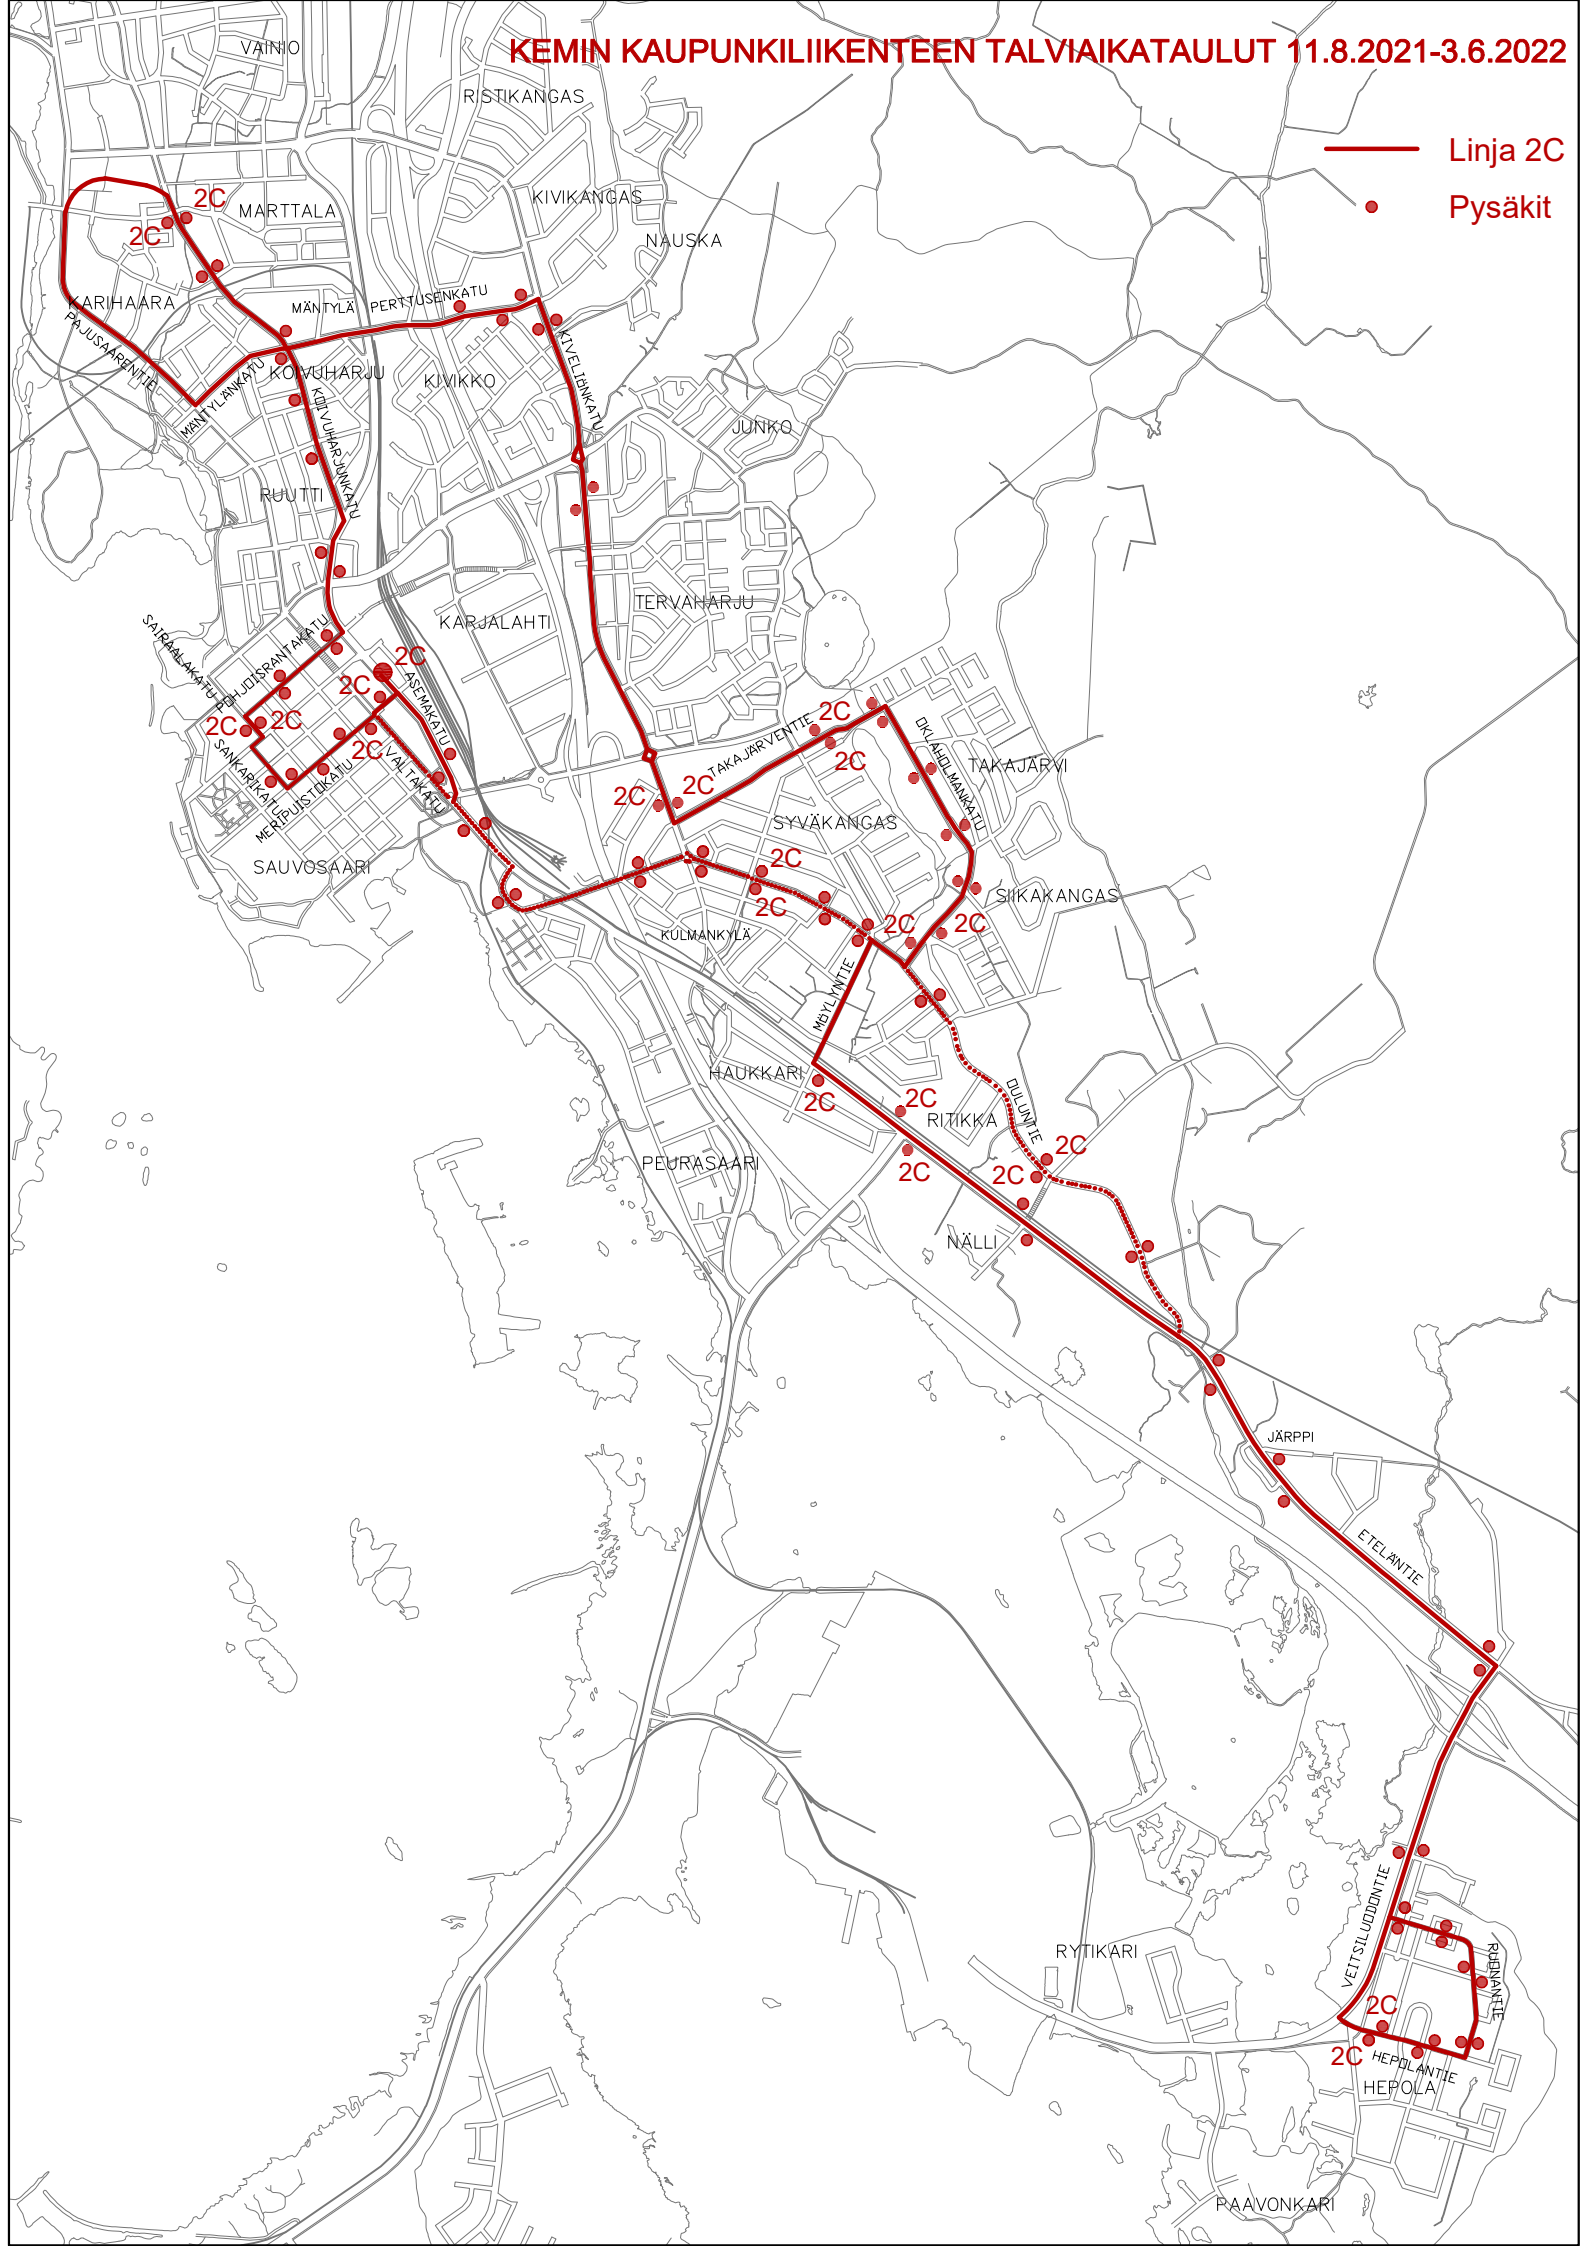 VAINIO
KEMIN KAUPUNKILIIKENTEEN TALVIAIKATAULUT 11.8.2021-3.6.2022
RISTIKANGAS
Linja 2C
Pysäkit
2C
MARTTALA
2C
KIVIKANGAS
NAUSKA
KARIHAARA
PAJUSAARENTIE
MÄNTYLÄ
PERTTUSENKATU
KIVELIÖNKATU
MÄNTYLÄNKATU
KOIVUHARJU
KIVIKKO
KOIVUHARJUNKATU
JUNKO
RUUTTI
TERVAHARJU
KARJALAHTI
SAIRAALAKATU
POHJOISRANTAKATU
2C
2C
ASEMAKATU
2C
2C
2C
SANKARIKATU
MERIPUISTOKATU
VALTAKATU
SAUVOSAARI
TAKAJÄRVENTIE
2C
2C
OKLAHOLMANKATU
TAKAJÄRVI
2C
2C
SYVÄKANGAS
2C
2C
SIIKAKANGAS
2C
2C
KULMANKYLÄ
MÖYLYNTIE
HAUKKARI
2C
2C
RITIKKA
OULUNTIE
2C
2C
2C
PEURASAARI
NÄLLI
JÄRPPI
ETELÄNTIE
VEITSILUODONTIE
RYTIKARI
RUONANTIE
2C
2C
HEPOLANTIE
HEPOLA
PAAVONKARI